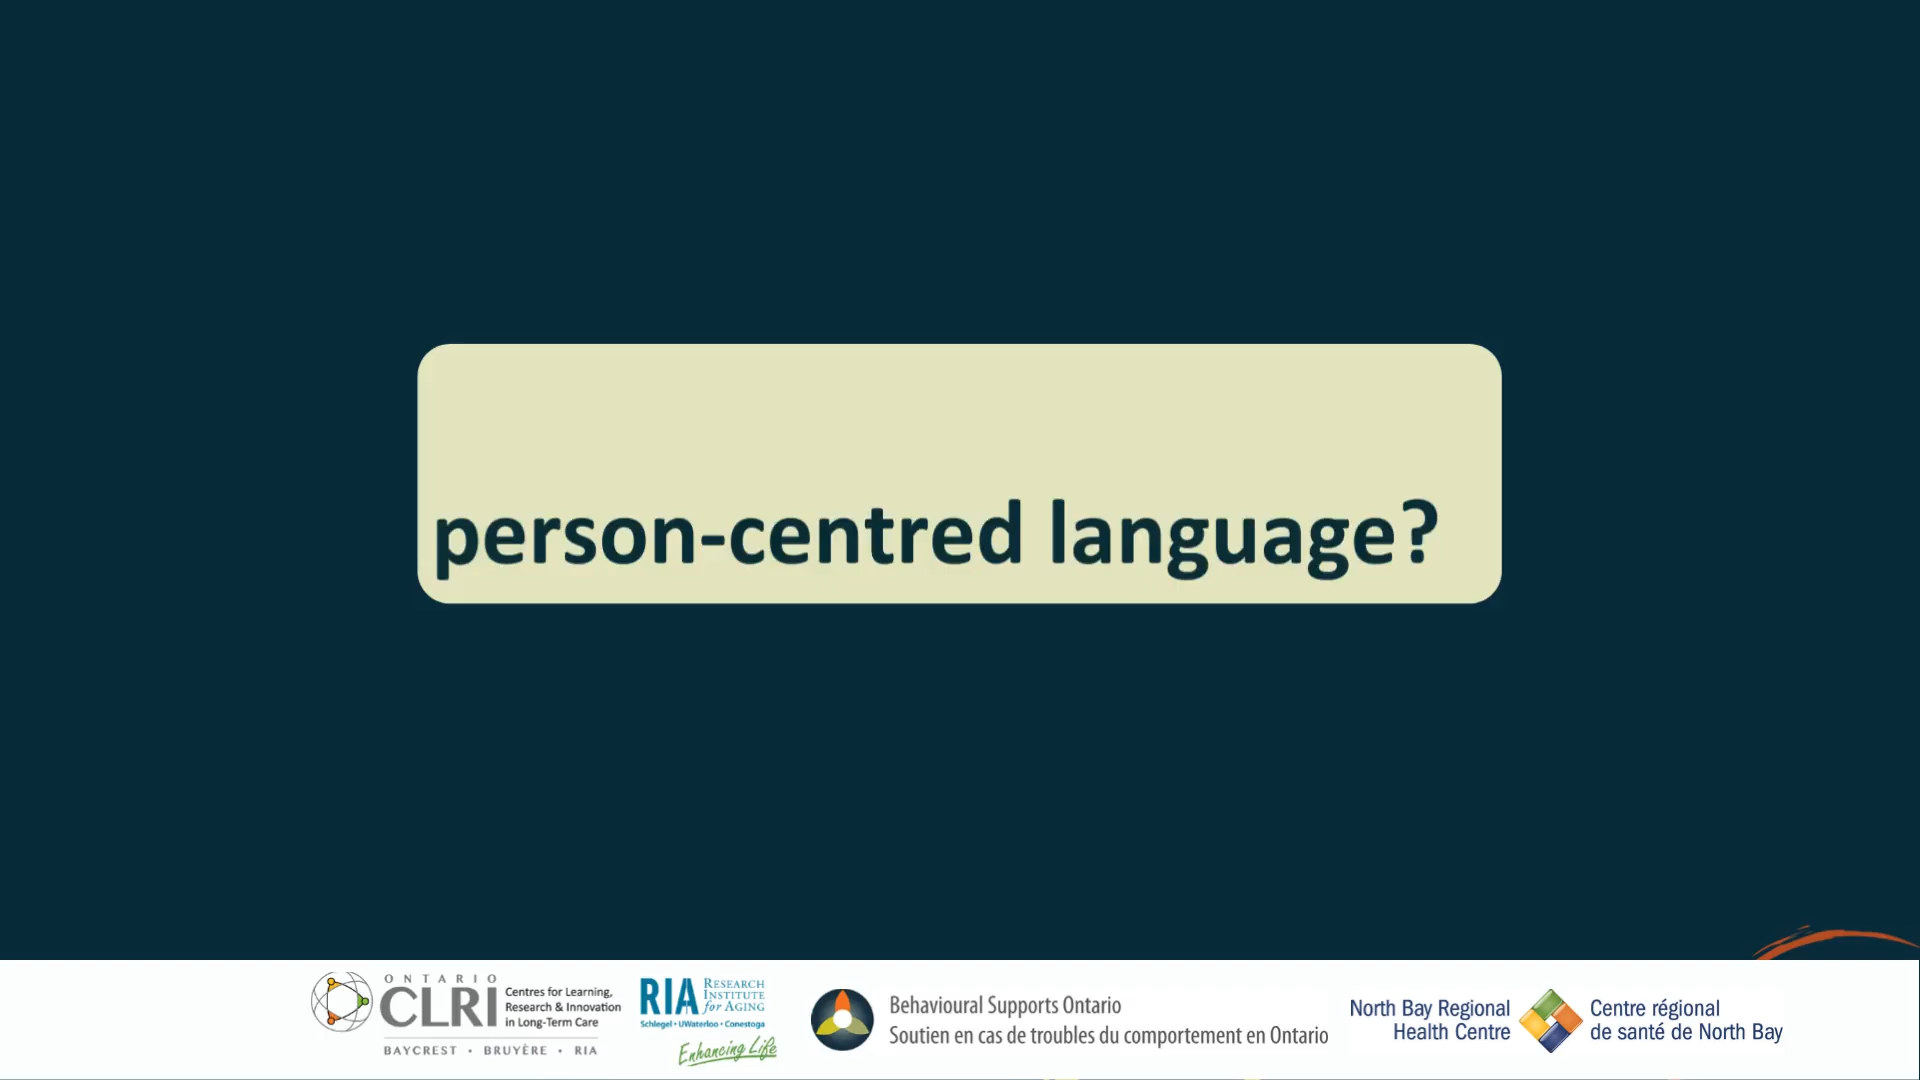 person-centred language?
ONTARIO
CLRI
Centres for Learning,
Research & Innovation
in Long-Term Care
BAYCREST • BRUYÈRE • RIA
RIA
RESEARCH
INSTITUTE
for AGING
Schlegel • UWaterloo • Conestoga
Enhancing Life
Behavioural Supports Ontario
Soutien en cas de troubles du comportement en Ontario
North Bay Regional
Health Centre
Centre régional
de santé de North Bay